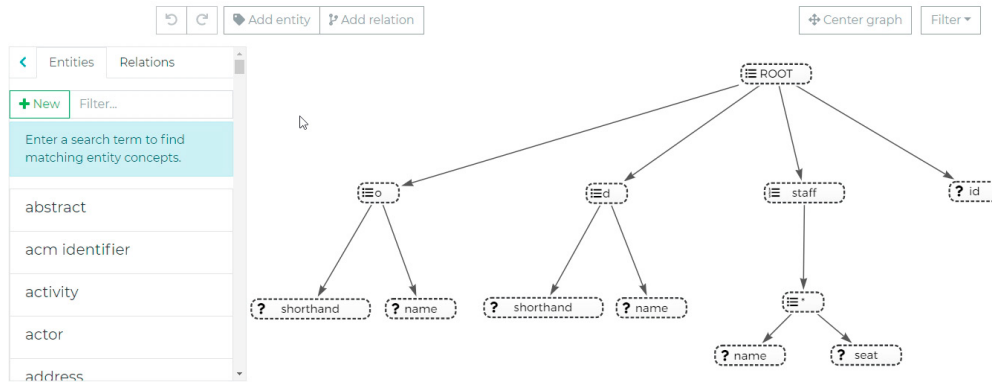 Add entity
Add relation
Center graph
Filter
Entities
Relations
New
Filter...
Enter a search term to find
matching entity concepts.
abstract
acm identifier
activity
actor
address
ROOT
o
d
staff
? id
? shorthand
? name
? shorthand
? name
*
? name
? seat